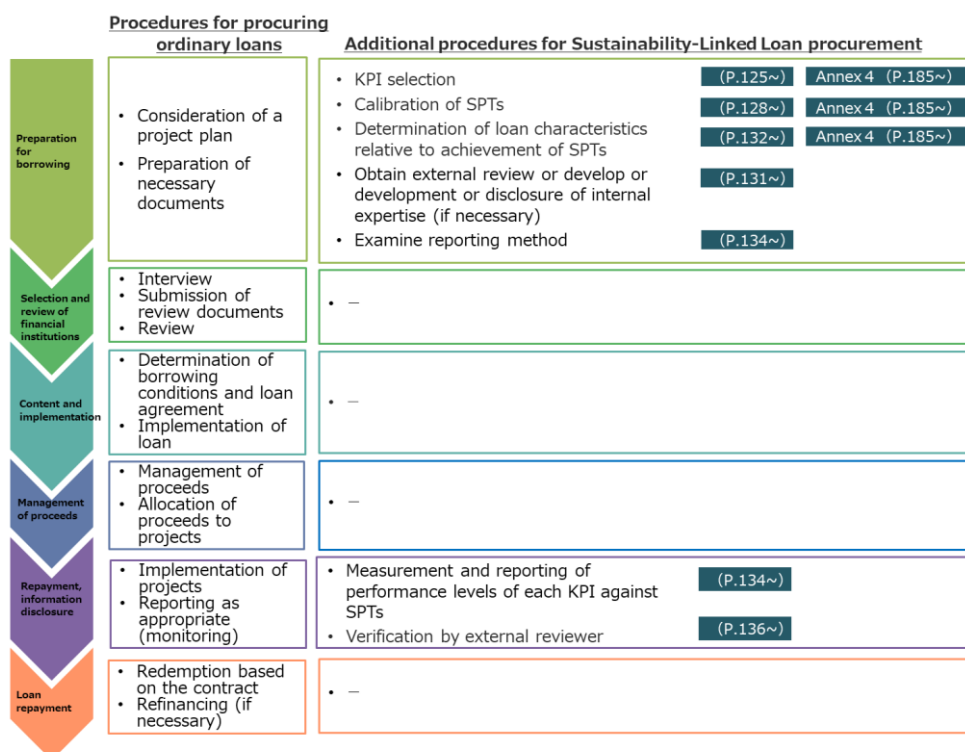 Procedures for procuring
ordinary loans
Additional procedures for Sustainability-Linked Loan procurement
Preparation
for
borrowing
• Consideration of a
project plan
• Preparation of
necessary
documents
• KPI selection
(P.125~)
Annex 4 (P.185~)
• Calibration of SPTs
(P.128~)
Annex 4 (P.185~)
• Determination of loan characteristics
relative to achievement of SPTs
(P.132~)
Annex 4 (P.185~)
• Obtain external review or develop or
development or disclosure of internal
expertise (if necessary)
(P.131~)
• Examine reporting method
(P.134~)
Selection and
review of
financial
institutions
• Interview
• Submission of
review documents
• Review
• —
Content and
implementation
• Determination of
borrowing
conditions and loan
agreement
• Implementation of
loan
• —
Management
of proceeds
• Management of
proceeds
• Allocation of
proceeds to
projects
• —
Repayment,
information
disclosure
• Implementation of
projects
• Reporting as
appropriate
(monitoring)
• Measurement and reporting of
performance levels of each KPI against
SPTs
(P.134~)
• Verification by external reviewer
(P.136~)
Loan
repayment
• Redemption based
on the contract
• Refinancing (if
necessary)
• —